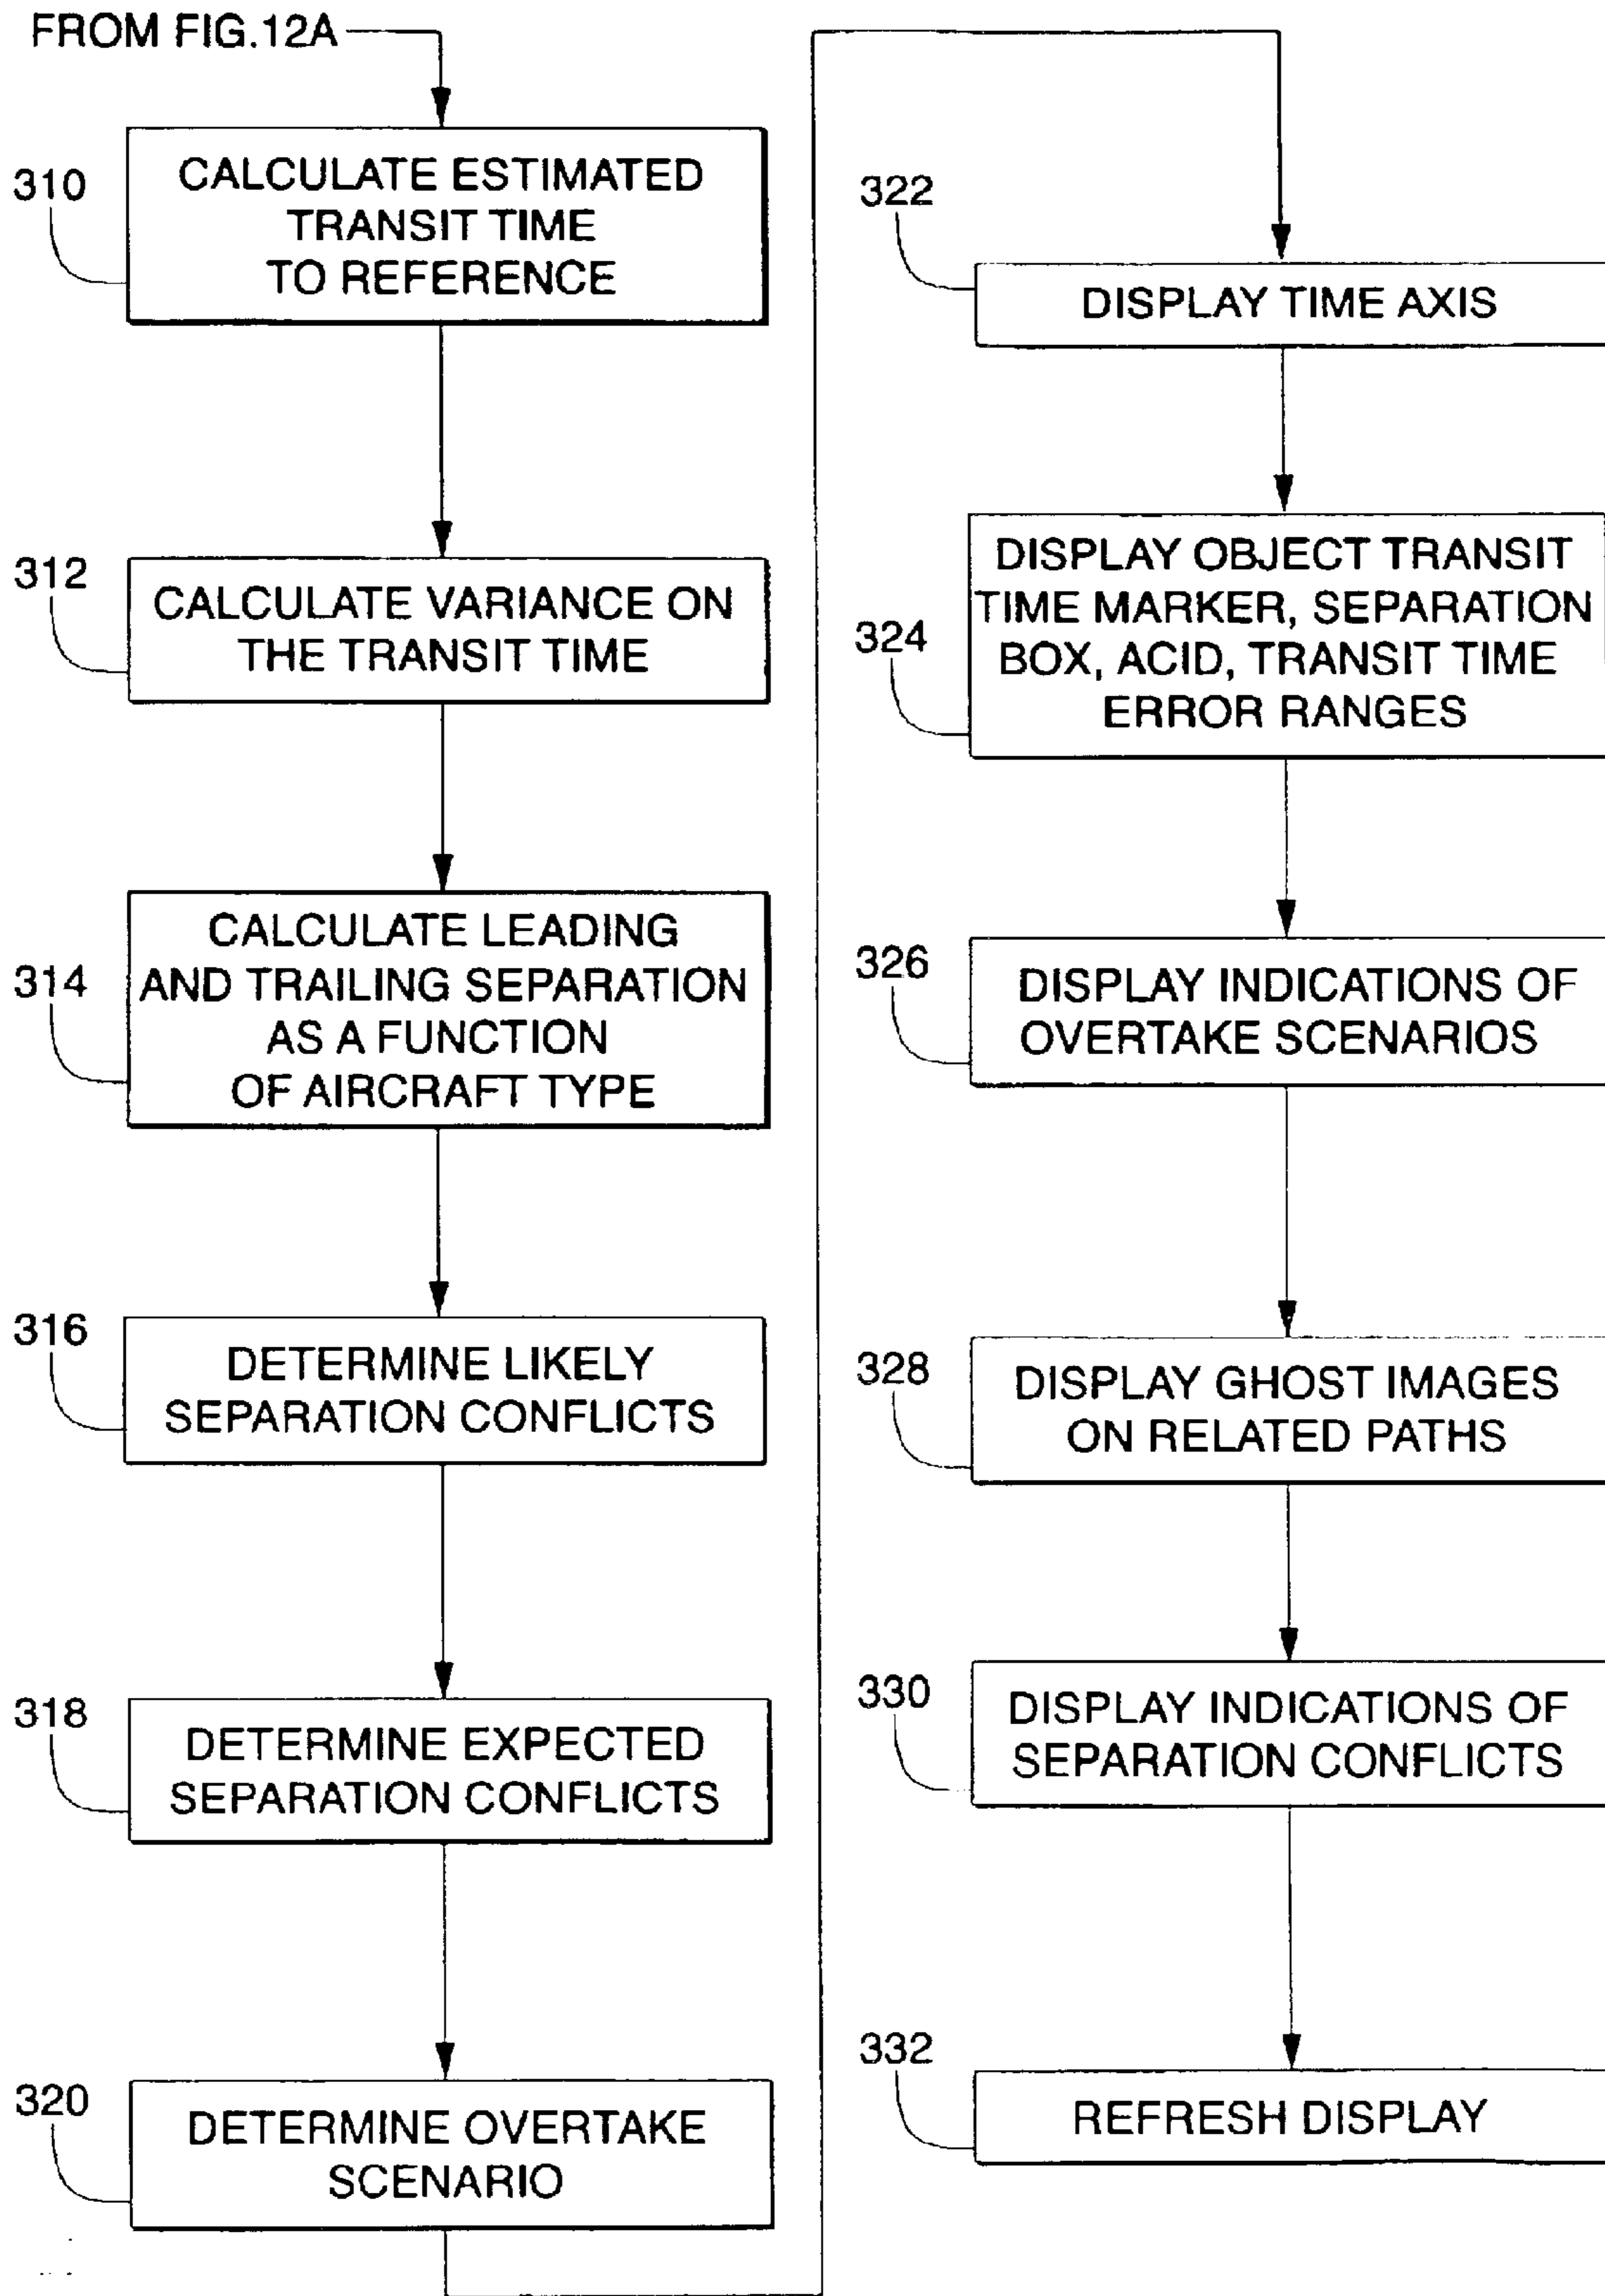 FROM FIG.12A
310
CALCULATE ESTIMATED
TRANSIT TIME
TO REFERENCE
312
CALCULATE VARIANCE ON
THE TRANSIT TIME
314
CALCULATE LEADING
AND TRAILING SEPARATION
AS A FUNCTION
OF AIRCRAFT TYPE
316
DETERMINE LIKELY
SEPARATION CONFLICTS
318
DETERMINE EXPECTED
SEPARATION CONFLICTS
320
DETERMINE OVERTAKE
SCENARIO
322
DISPLAY TIME AXIS
324
DISPLAY OBJECT TRANSIT
TIME MARKER, SEPARATION
BOX, ACID, TRANSIT TIME
ERROR RANGES
326
DISPLAY INDICATIONS OF
OVERTAKE SCENARIOS
328
DISPLAY GHOST IMAGES
ON RELATED PATHS
330
DISPLAY INDICATIONS OF
SEPARATION CONFLICTS
332
REFRESH DISPLAY